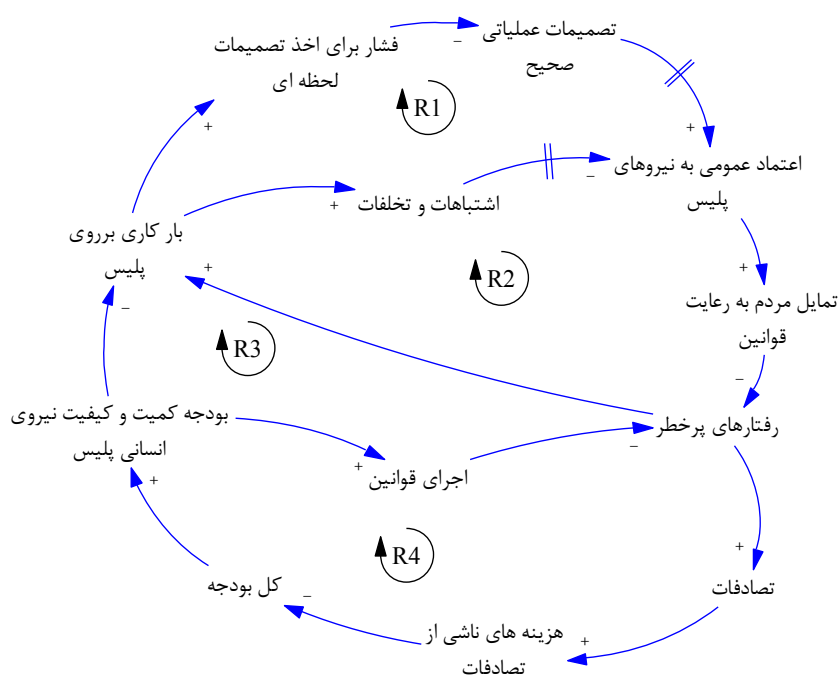 تصمیمات عملیاتی
صحیح
فشار برای اخذ تصمیمات
لحظه ای
–
+
R1
+
اعتماد عمومی به نیروهای
پلیس
–
اشتباهات و تخلفات
+
بار کاری برروی
پلیس
+
+
R2
تمایل مردم به رعایت
قوانین
–
R3
–
بودجه کمیت و کیفیت نیروی
انسانی پلیس
رفتارهای پرخطر
–
+
اجرای قوانین
+
R4
+
تصادفات
کل بودجه
–
هزینه های ناشی از
تصادفات
+